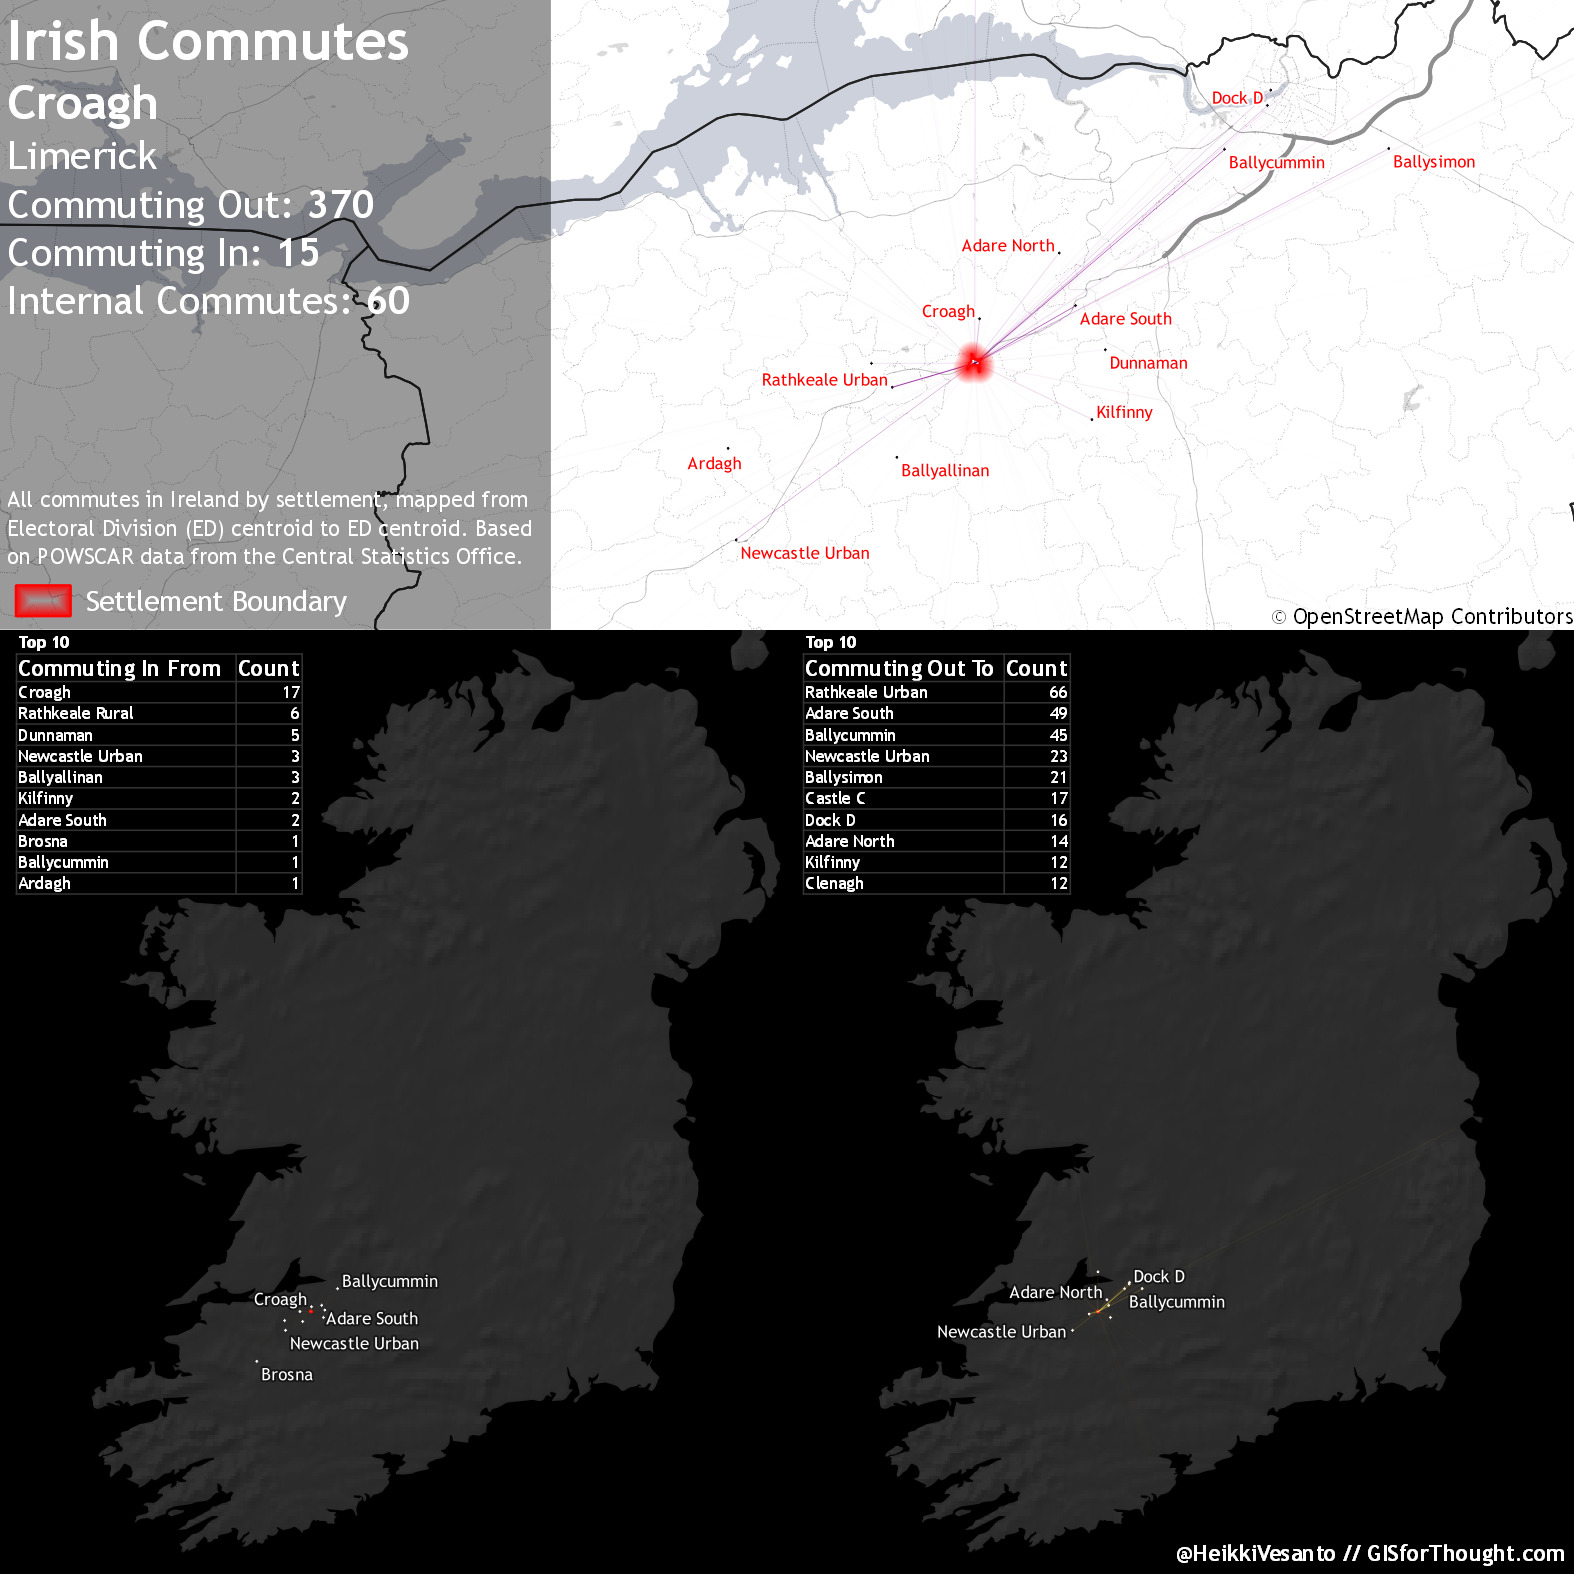 Irish Commutes
Croagh
Limerick
Commuting Out: 370
Commuting In: 15
Internal Commutes: 60
All commutes in Ireland by settlement, mapped from
Electoral Division (ED) centroid to ED centroid. Based
on POWSCAR data from the Central Statistics Office.
Settlement Boundary
Dock D
Ballycummin
Ballysimon
Adare North
Croagh
Adare South
Dunnaman
Rathkeale Urban
Kilfinny
Ardagh
Ballyallinan
Newcastle Urban
© OpenStreetMap Contributors
Top 10
Commuting In From Count
Croagh 17
Rathkeale Rural 6
Dunnaman 5
Newcastle Urban 3
Ballyallinan 3
Kilfinny 2
Adare South 2
Brosna 1
Ballycummin 1
Ardagh 1
Ballycummin
Croagh
Adare South
Newcastle Urban
Brosna
Top 10
Commuting Out To Count
Rathkeale Urban 66
Adare South 49
Ballycummin 45
Newcastle Urban 23
Ballysimon 21
Castle C 17
Dock D 16
Adare North 14
Kilfinny 12
Clenagh 12
Dock D
Adare North
Ballycummin
Newcastle Urban
@HeikkiVesanto // GISforThought.com